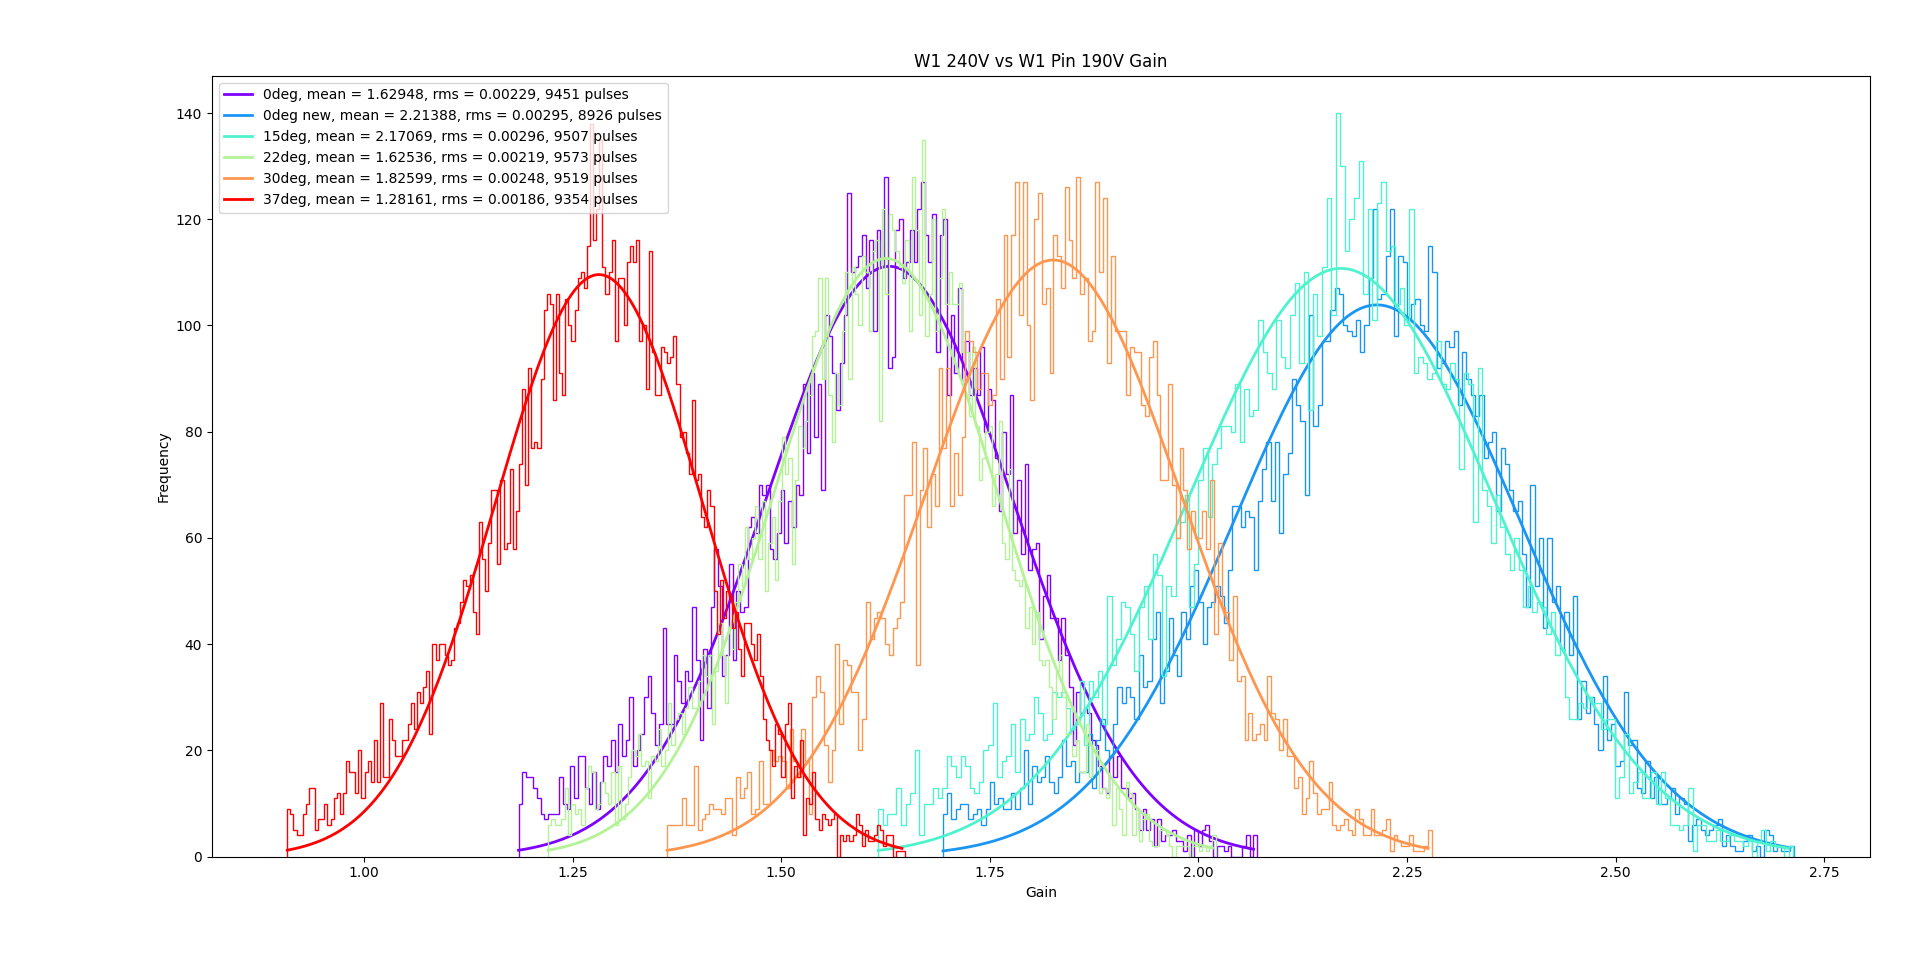 W1 240V vs W1 Pin 190V Gain
0deg, mean = 1.62948, rms = 0.00229, 9451 pulses
0deg new, mean = 2.21388, rms = 0.00295, 8926 pulses
15deg, mean = 2.17069, rms = 0.00296, 9507 pulses
22deg, mean = 1.62536, rms = 0.00219, 9573 pulses
30deg, mean = 1.82599, rms = 0.00248, 9519 pulses
37deg, mean = 1.28161, rms = 0.00186, 9354 pulses
140
120
100
80
60
40
20
0
Frequency
1.00 1.25 1.50 1.75 2.00 2.25 2.50 2.75
Gain